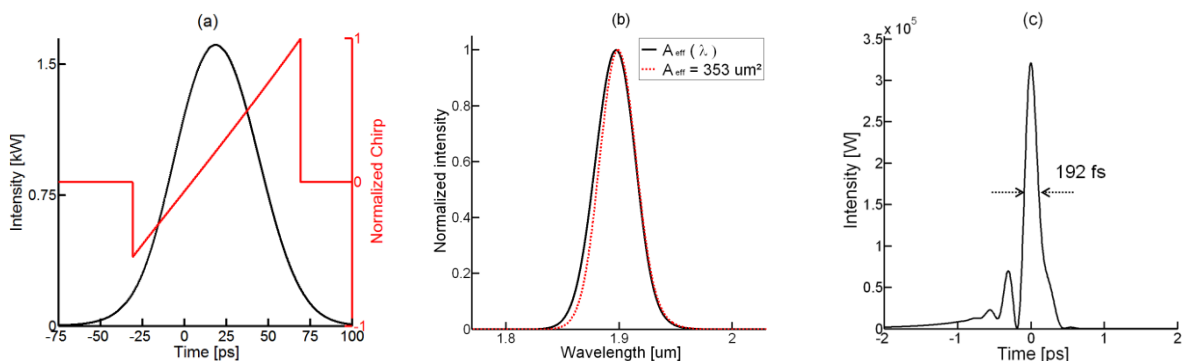 (a)
1.5
0.75
0
Intensity [kW]
1
0
-1
Normalized Chirp
-75
-50
-25
0
25
50
75
100
Time [ps]
(b)
1
0.8
0.6
0.4
0.2
0
Normalized intensity
A eff ( λ )
A eff = 353 um²
1.8
1.9
2
Wavelength [um]
(c)
x 10⁵
3.5
3
2.5
2
1.5
1
0.5
0
Intensity [W]
192 fs
-2
-1
0
1
2
Time [ps]